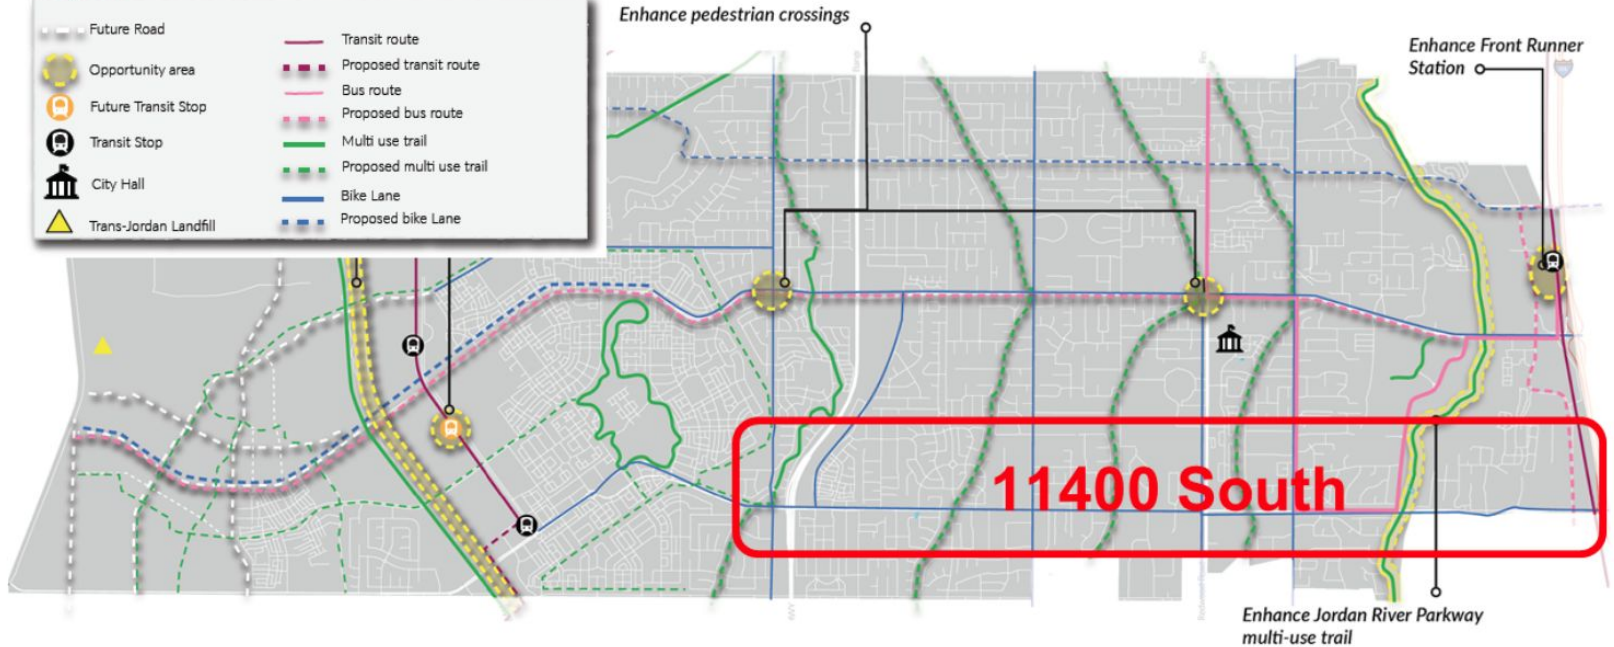 Enhance pedestrian crossings
Enhance Front Runner
Station
Future Road
Opportunity area
Future Transit Stop
Transit Stop
City Hall
Trans-Jordan Landfill
Transit route
Proposed transit route
Bus route
Proposed bus route
Multi use trail
Proposed multi use trail
Bike Lane
Proposed bike Lane
11400 South
Enhance Jordan River Parkway
multi-use trail